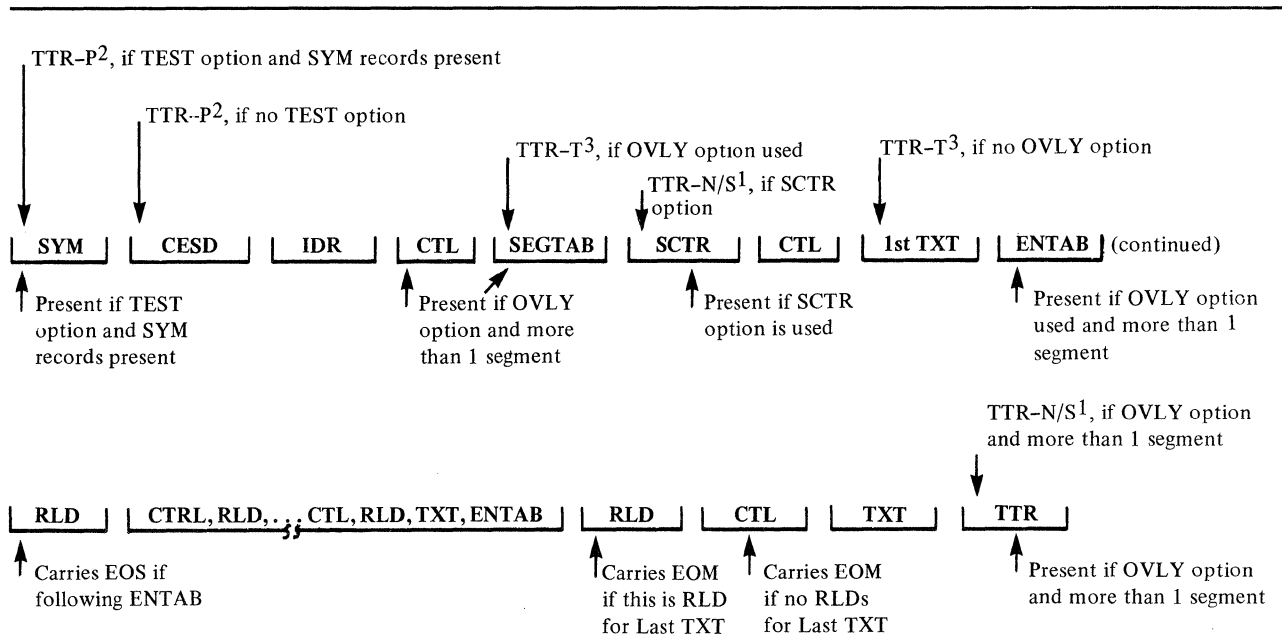 TTR–P2, if TEST option and SYM records present
TTR--P2, if no TEST option
TTR–T3, if OVLY option used
TTR–T3, if no OVLY option
TTR–N/S1, if SCTR
option
SYM CESD IDR CTL SEGTAB SCTR CTL 1st TXT ENTAB (continued)
Present if TEST
option and SYM
records present
Present if OVLY
option and more
than 1 segment
Present if SCTR
option is used
Present if OVLY option
used and more than 1
segment
TTR–N/S1, if OVLY option
and more than 1 segment
RLD CTRL, RLD, . . . CTL, RLD, TXT, ENTAB RLD CTL TXT TTR
Carries EOS if
following ENTAB
Carries EOM
if this is RLD
for Last TXT
Carries EOM
if no RLDs
for Last TXT
Present if OVLY option
and more than 1 segment